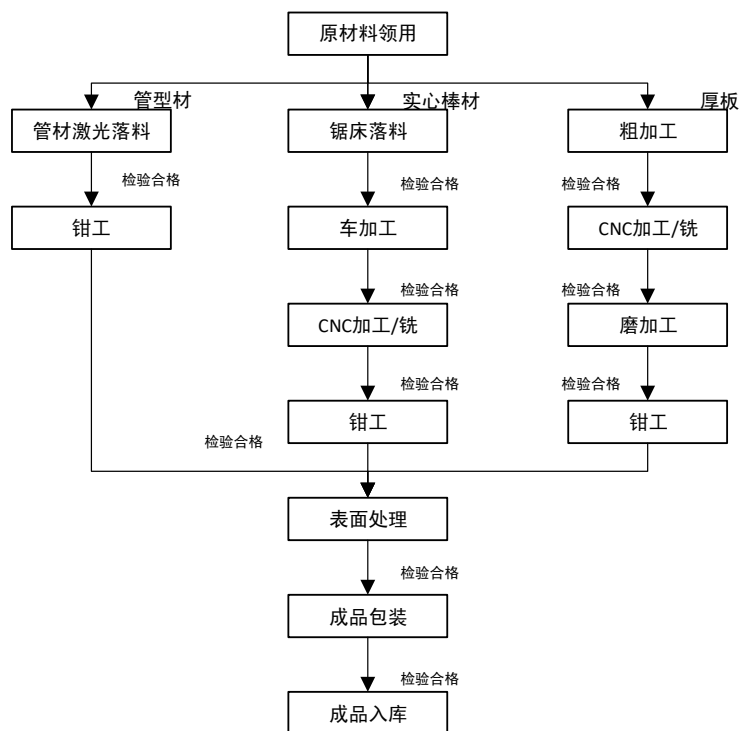 原材料领用
管型材
实心棒材
厚板
管材激光落料
锯床落料
粗加工
检验合格
检验合格
检验合格
钳工
车加工
CNC加工/铣
检验合格
检验合格
CNC加工/铣
磨加工
检验合格
检验合格
钳工
钳工
检验合格
表面处理
检验合格
成品包装
检验合格
成品入库